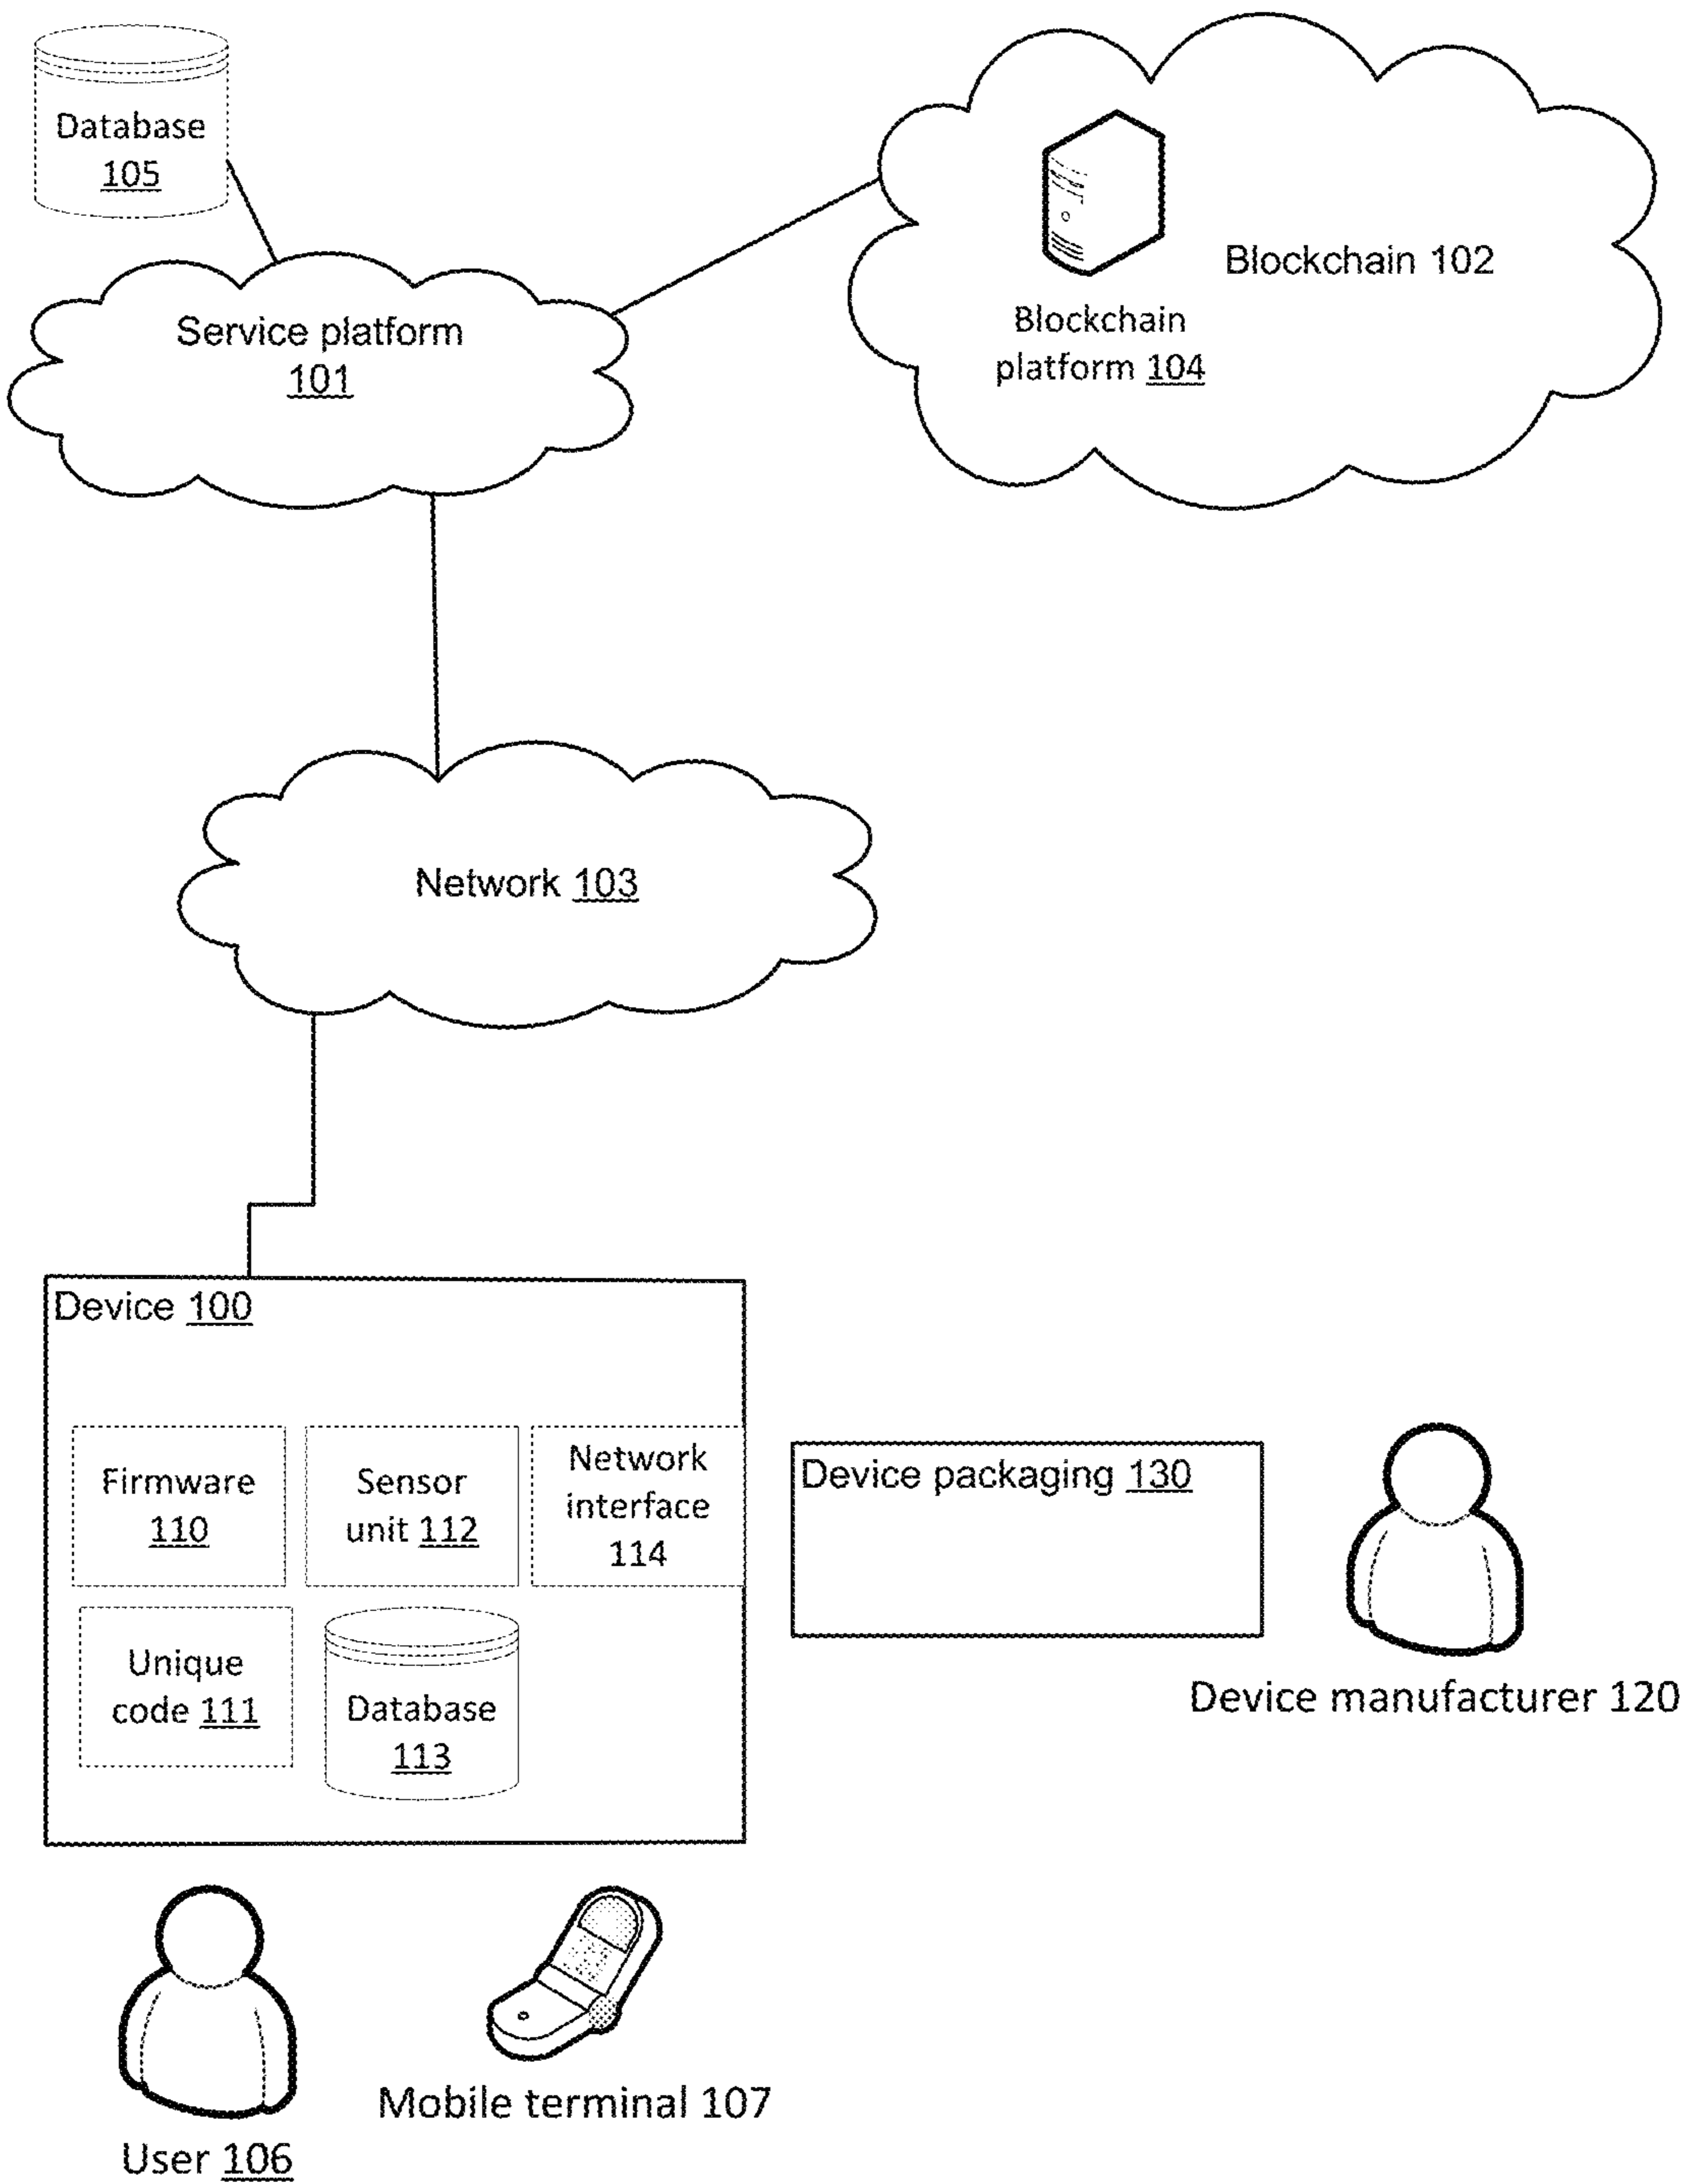 Database
105
Service platform
101
Blockchain 102
Blockchain
platform 104
Network 103
Device 100
Firmware
110
Sensor
unit 112
Network
interface
114
Unique
code 111
Database
113
Device packaging 130
Device manufacturer 120
Mobile terminal 107
User 106